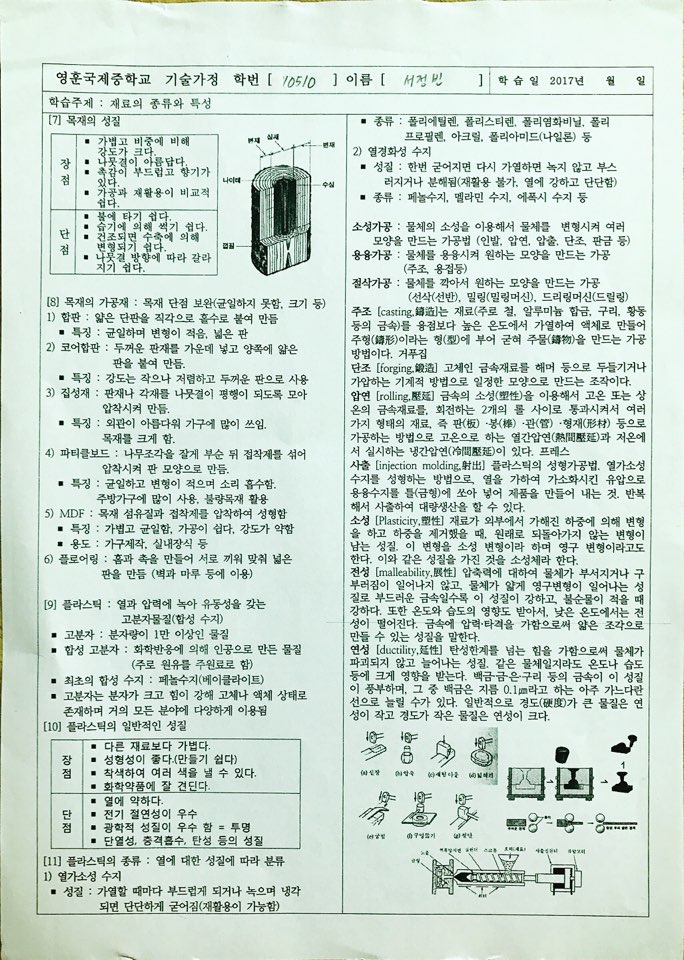 영훈국제중학교 기술가정 학번 [ 10510 ] 이름 [ 서정빈 ] 학 습 일 2017년 월 일
학습주제 : 재료의 종류와 특성
[7] 목재의 성질
장점
▪ 가볍고 비중에 비해
강도가 크다.
▪ 나뭇결이 아름답다.
▪ 촉감이 부드럽고 향기가
있다.
▪ 가공과 재활용이 비교적
쉽다.
단점
▪ 불에 타기 쉽다.
▪ 습기에 의해 썩기 쉽다.
▪ 건조되면 수축에 의해
변형되기 쉽다.
▪ 나뭇결 방향에 따라 갈라
지기 쉽다.
변재 심재 변재
나이테 수심
껍질
[8] 목재의 가공재 : 목재 단점 보완(균일하지 못함, 크기 등)
1) 합판 : 얇은 단판을 직각으로 홀수로 붙여 만듦
▪ 특징 : 균일하며 변형이 적음, 넓은 판
2) 코어합판 : 두꺼운 판재를 가운데 넣고 양쪽에 얇은
판을 붙여 만듦.
▪ 특징 : 강도는 작으나 저렴하고 두꺼운 판으로 사용
3) 집성재 : 판재나 각재를 나뭇결이 평행이 되도록 모아
압착시켜 만듦.
▪ 특징 : 외관이 아름다워 가구에 많이 쓰임.
목재를 크게 함.
4) 파티클보드 : 나무조각을 잘게 부순 뒤 접착제를 섞어
압착시켜 판 모양으로 만듦.
▪ 특징 : 균일하고 변형이 적으며 소리 흡수함.
주방가구에 많이 사용. 불량목재 활용
5) MDF : 목재 섬유질과 접착제를 압착하여 성형함
▪ 특징 : 가볍고 균일함, 가공이 쉽다, 강도가 약함
▪ 용도 : 가구제작, 실내장식 등
6) 플로어링 : 홈과 촉을 만들어 서로 끼워 맞춰 넓은
판을 만듦 (벽과 마루 등에 이용)
[9] 플라스틱 : 열과 압력에 녹아 유동성을 갖는
고분자물질(합성 수지)
▪ 고분자 : 분자량이 1만 이상인 물질
▪ 합성 고분자 : 화학반응에 의해 인공으로 만든 물질
(주로 원유를 주원료로 함)
▪ 최초의 합성 수지 : 페놀수지(베이클라이트)
▪ 고분자는 분자가 크고 힘이 강해 고체나 액체 상태로
존재하며 거의 모든 분야에 다양하게 이용됨
[10] 플라스틱의 일반적인 성질
장점
▪ 다른 재료보다 가볍다.
▪ 성형성이 좋다.(만들기 쉽다)
▪ 착색하여 여러 색을 낼 수 있다.
▪ 화학약품에 잘 견딘다.
단점
▪ 열에 약하다.
▪ 전기 절연성이 우수
▪ 광학적 성질이 우수 함 = 투명
▪ 단열성, 충격흡수, 탄성 등의 성질
[11] 플라스틱의 종류 : 열에 대한 성질에 따라 분류
1) 열가소성 수지
▪ 성질 : 가열할 때마다 부드럽게 되거나 녹으며 냉각
되면 단단하게 굳어짐(재활용이 가능함)
▪ 종류 : 폴리에틸렌, 폴리스티렌, 폴리염화비닐, 폴리
프로필렌, 아크릴, 폴리아미드(나일론) 등
2) 열경화성 수지
▪ 성질 : 한번 굳어지면 다시 가열하면 녹지 않고 부스
러지거나 분해됨(재활용 불가, 열에 강하고 단단함)
▪ 종류 : 페놀수지, 멜라민 수지, 에폭시 수지 등
소성가공 : 물체의 소성을 이용해서 물체를 변형시켜 여러
모양을 만드는 가공법 (인발, 압연, 압출, 단조, 판금 등)
용융가공 : 물체를 용융시켜 원하는 모양을 만드는 가공
(주조, 용접등)
절삭가공 : 물체를 깍아서 원하는 모양을 만드는 가공
(선삭(선반), 밀링(밀링머신), 드리링머신(드릴링)
주조 [casting,鑄造]는 재료(주로 철, 알루미늄 합금, 구리, 황동
등의 금속)를 융점보다 높은 온도에서 가열하여 액체로 만들어
주형(鑄形)이라는 형(型)에 부어 굳혀 주물(鑄物)을 만드는 가공
방법이다. 거푸집
단조 [forging,鍛造] 고체인 금속재료를 해머 등으로 두들기거나
가압하는 기계적 방법으로 일정한 모양으로 만드는 조작이다.
압연 [rolling,壓延] 금속의 소성(塑性)을 이용해서 고온 또는 상
온의 금속재료를, 회전하는 2개의 롤 사이로 통과시켜서 여러
가지 형태의 재료, 즉 판(板)·봉(棒)·관(管)·형재(形材) 등으로
가공하는 방법으로 고온으로 하는 열간압연(熱間壓延)과 저온에
서 실시하는 냉간압연(冷間壓延)이 있다. 프레스
사출 [injection molding,射出] 플라스틱의 성형가공법, 열가소성
수지를 성형하는 방법으로, 열을 가하여 가소화시킨 유압으로
용융수지를 틀(금형)에 쏘아 넣어 제품을 만들어 내는 것. 반복
해서 사출하여 대량생산을 할 수 있다.
소성 [Plasticity,塑性] 재료가 외부에서 가해진 하중에 의해 변형
을 하고 하중을 제거했을 때, 원래로 되돌아가지 않는 변형이
남는 성질. 이 변형을 소성 변형이라 하며 영구 변형이라고도
한다. 이와 같은 성질을 가진 것을 소성체라 한다.
전성 [malleability,展性] 압축력에 대하여 물체가 부서지거나 구
부러짐이 일어나지 않고, 물체가 얇게 영구변형이 일어나는 성
질로 부드러운 금속일수록 이 성질이 강하고, 불순물이 적을 때
강하다. 또한 온도와 습도의 영향도 받아서, 낮은 온도에서는 전
성이 떨어진다. 금속에 압력·타격을 가함으로써 얇은 조각으로
만들 수 있는 성질을 말한다.
연성 [ductility,延性] 탄성한계를 넘는 힘을 가함으로써 물체가
파괴되지 않고 늘어나는 성질. 같은 물체일지라도 온도나 습도
등에 크게 영향을 받는다. 백금·금·은·구리 등의 금속이 이 성질
이 풍부하며, 그 중 백금은 지름 0.1㎛라고 하는 아주 가느다란
선으로 늘릴 수가 있다. 일반적으로 경도(硬度)가 큰 물질은 연
성이 작고 경도가 작은 물질은 연성이 크다.
(a) 신장 (b) 압축 (c) 세팅다운 (d) 넓히기
1
(e) 굽힘 (f) 구멍뚫기 (g) 절단
노즐
금형
히터